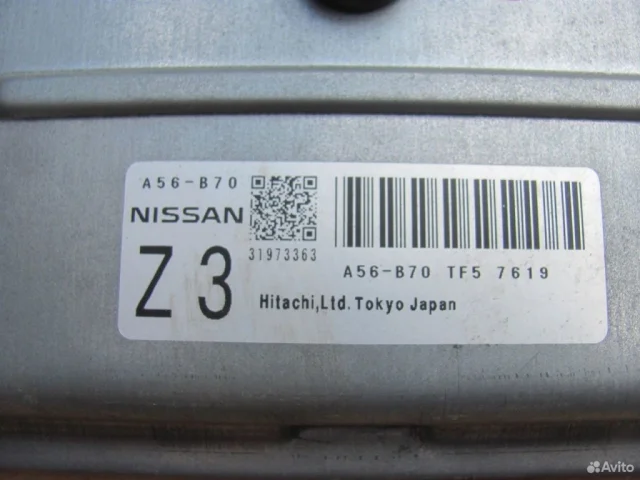 A56-B70
NISSAN
31973363
Z3
A56-B70 TF5 7619
Hitachi,Ltd. Tokyo Japan
Avito